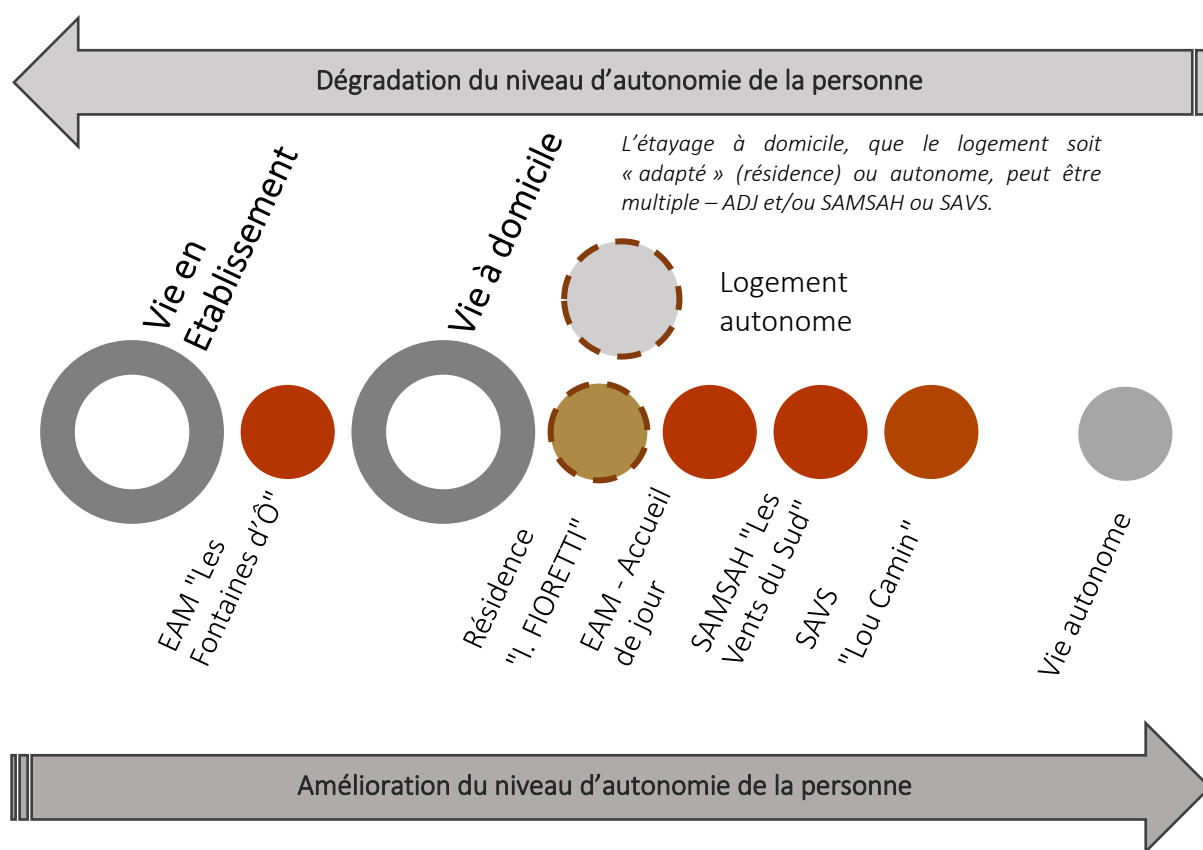 Dégradation du niveau d’autonomie de la personne
L’étayage à domicile, que le logement soit
« adapté » (résidence) ou autonome, peut être
multiple – ADJ et/ou SAMSAH ou SAVS.
Vie en
Etablissement
Vie à domicile
Logement
autonome
EAM "Les
Fontaines d’Ô"
Résidence
"I. FIORETTI"
EAM - Accueil
de jour
SAMSAH "Les
Vents du Sud"
SAVS
"Lou Camin"
Vie autonome
Amélioration du niveau d’autonomie de la personne